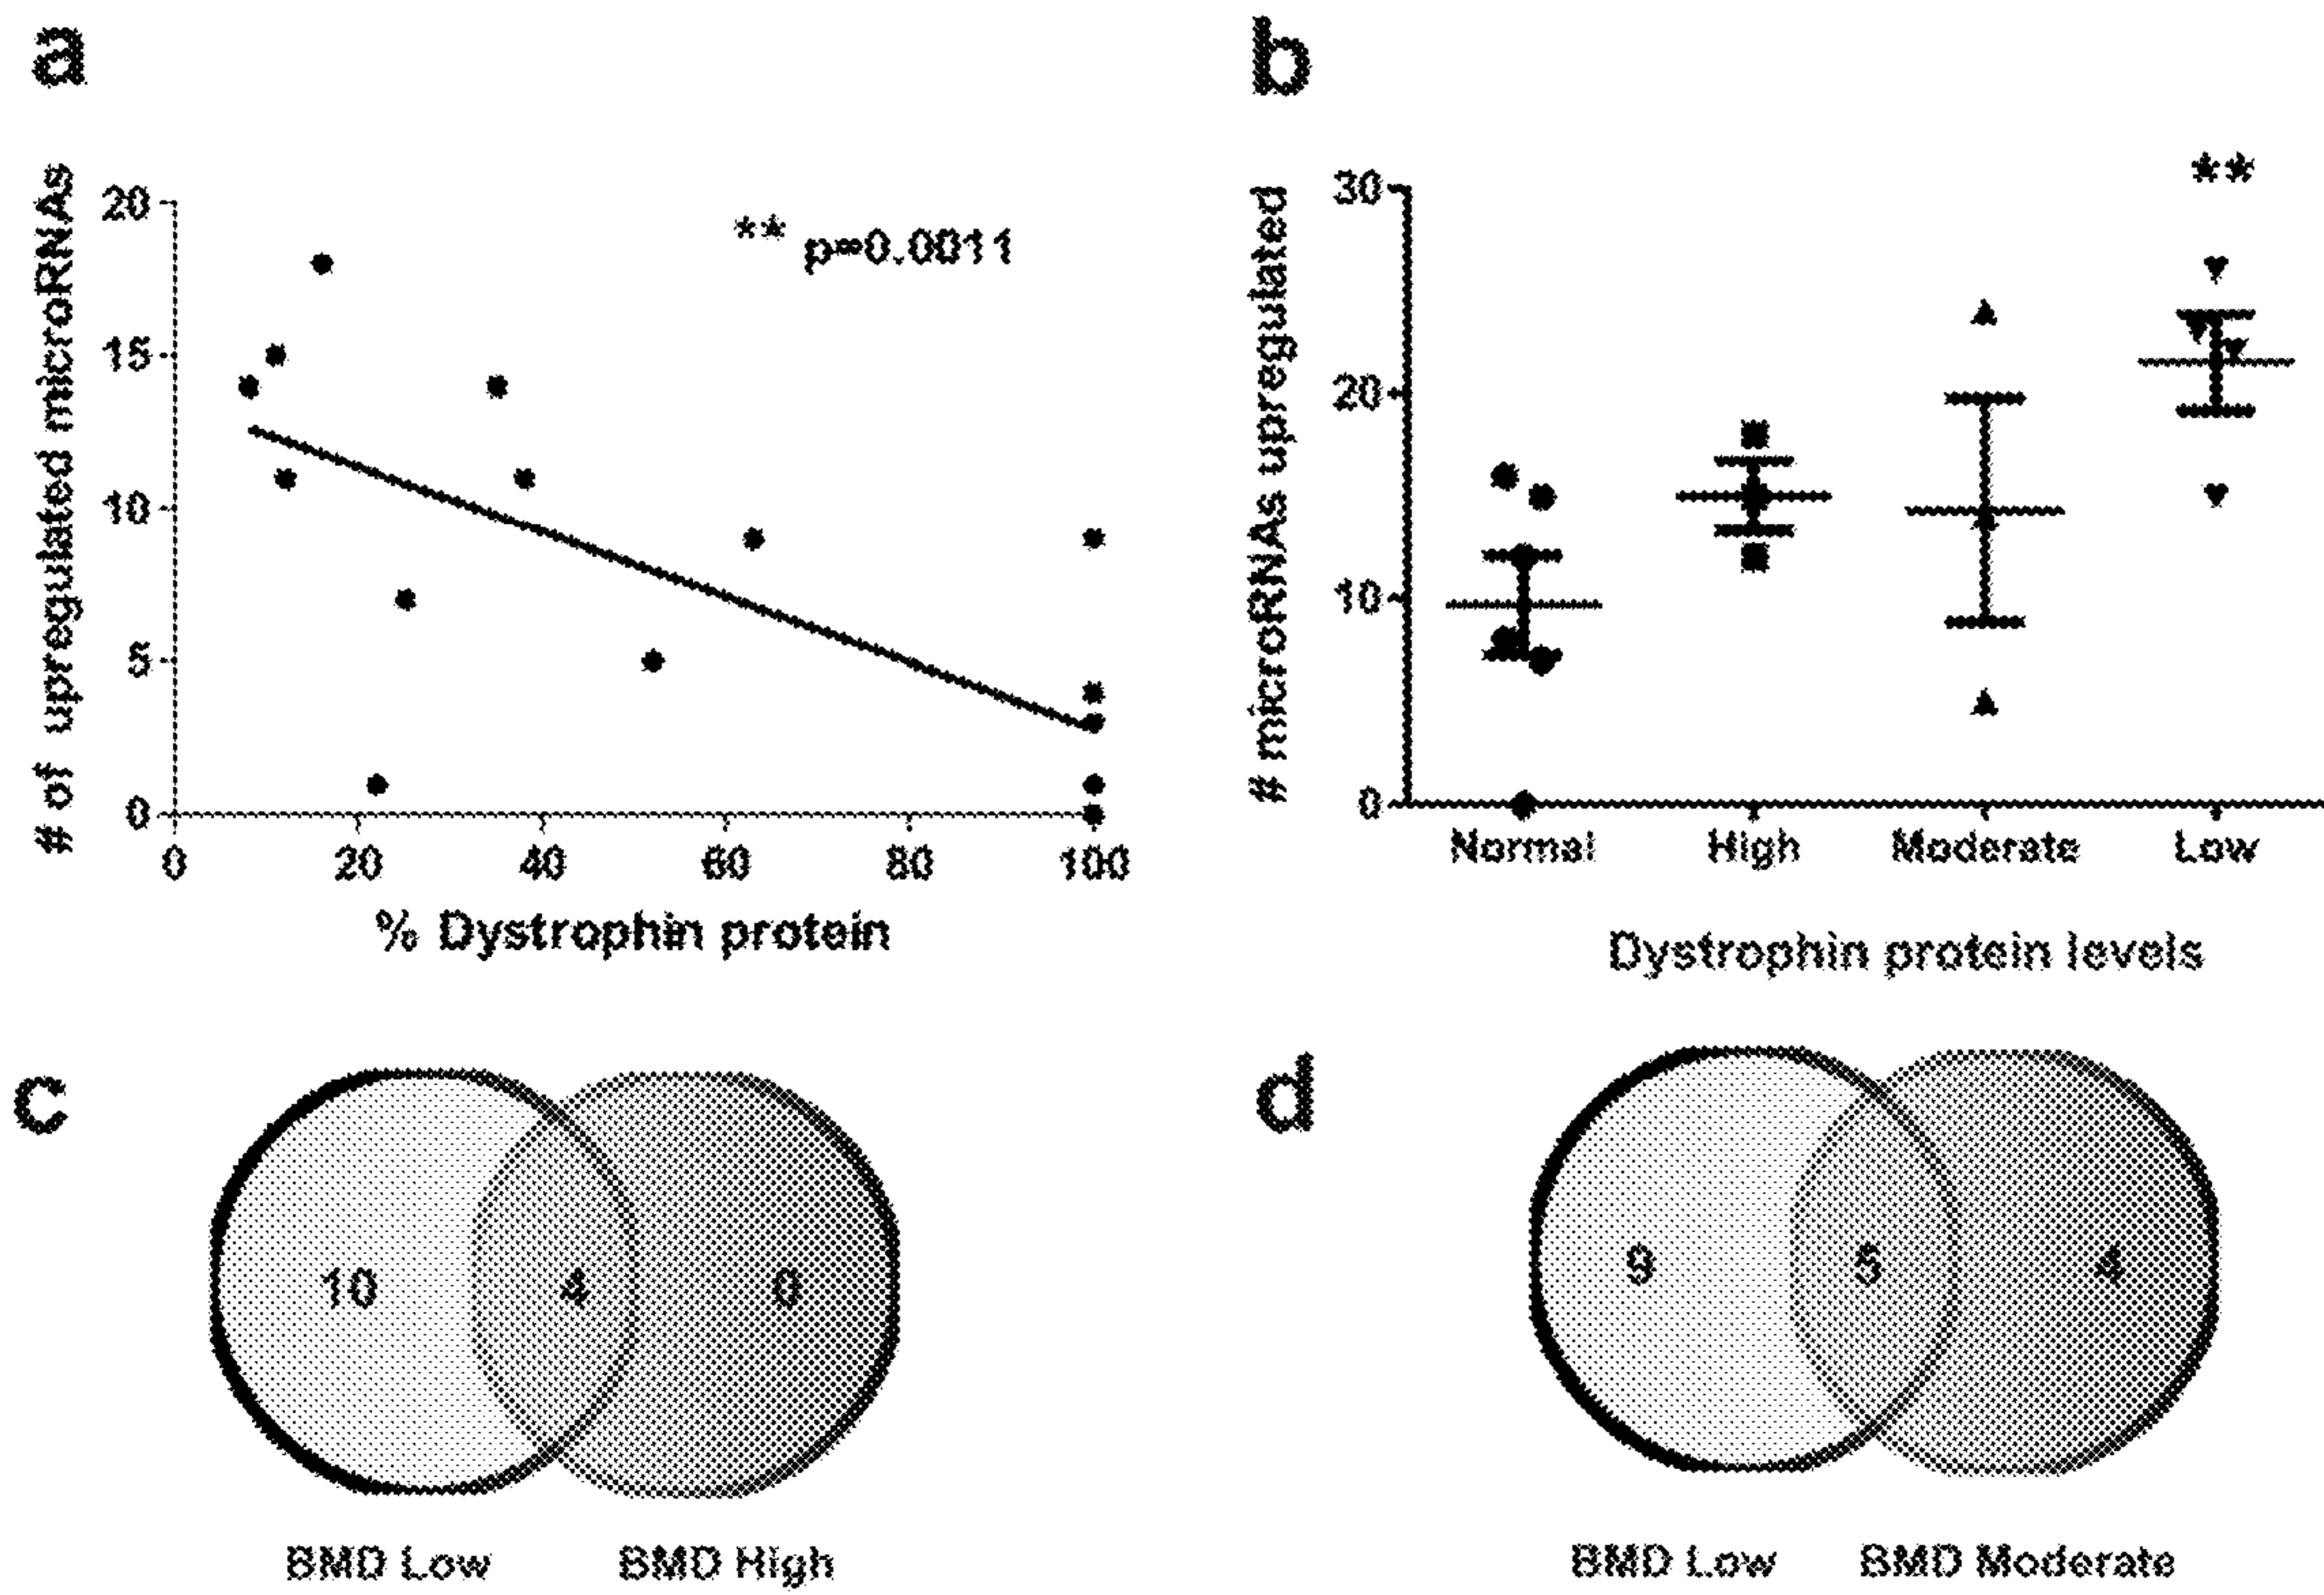 a
# of upregulated microRNAs
20
15
10
5
0
** p=0.0011
0 20 40 60 80 100
% Dystrophin protein
b
# microRNAs upregulated
30
20
10
0
**
Normal High Moderate Low
Dystrophin protein levels
c
10 4 0
BMD Low BMD High
d
9 5 4
BMD Low BMD Moderate